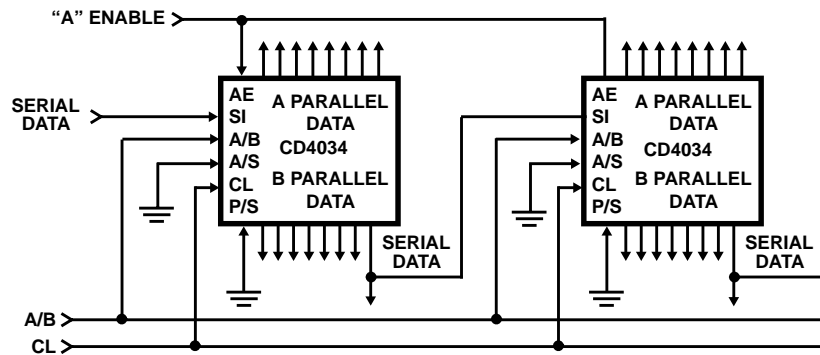 “A” ENABLE
AE
SI
A/B
A/S
CL
P/S
A PARALLEL
DATA
CD4034
B PARALLEL
DATA
AE
SI
A/B
A/S
CL
P/S
A PARALLEL
DATA
CD4034
B PARALLEL
DATA
SERIAL
DATA
SERIAL
DATA
SERIAL
DATA
A/B
CL